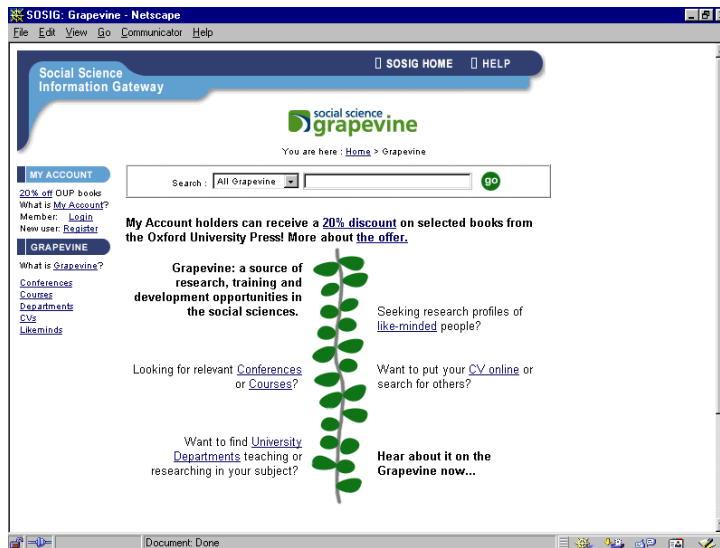 SOSIG: Grapevine - Netscape
File Edit View Go Communicator Help
SOSIG HOME HELP
Social Science
Information Gateway
social science
grapevine
You are here : Home > Grapevine
MY ACCOUNT
20% off OUP books
What is My Account?
Member: Login
New user: Register
GRAPEVINE
What is Grapevine?
Conferences
Courses
Departments
CVs
Likeminds
Search : All Grapevine go
My Account holders can receive a 20% discount on selected books from
the Oxford University Press! More about the offer.
Grapevine: a source of
research, training and
development opportunities in
the social sciences.
Seeking research profiles of
like-minded people?
Looking for relevant Conferences
or Courses?
Want to put your CV online or
search for others?
Want to find University
Departments teaching or
researching in your subject?
Hear about it on the
Grapevine now...
Document: Done